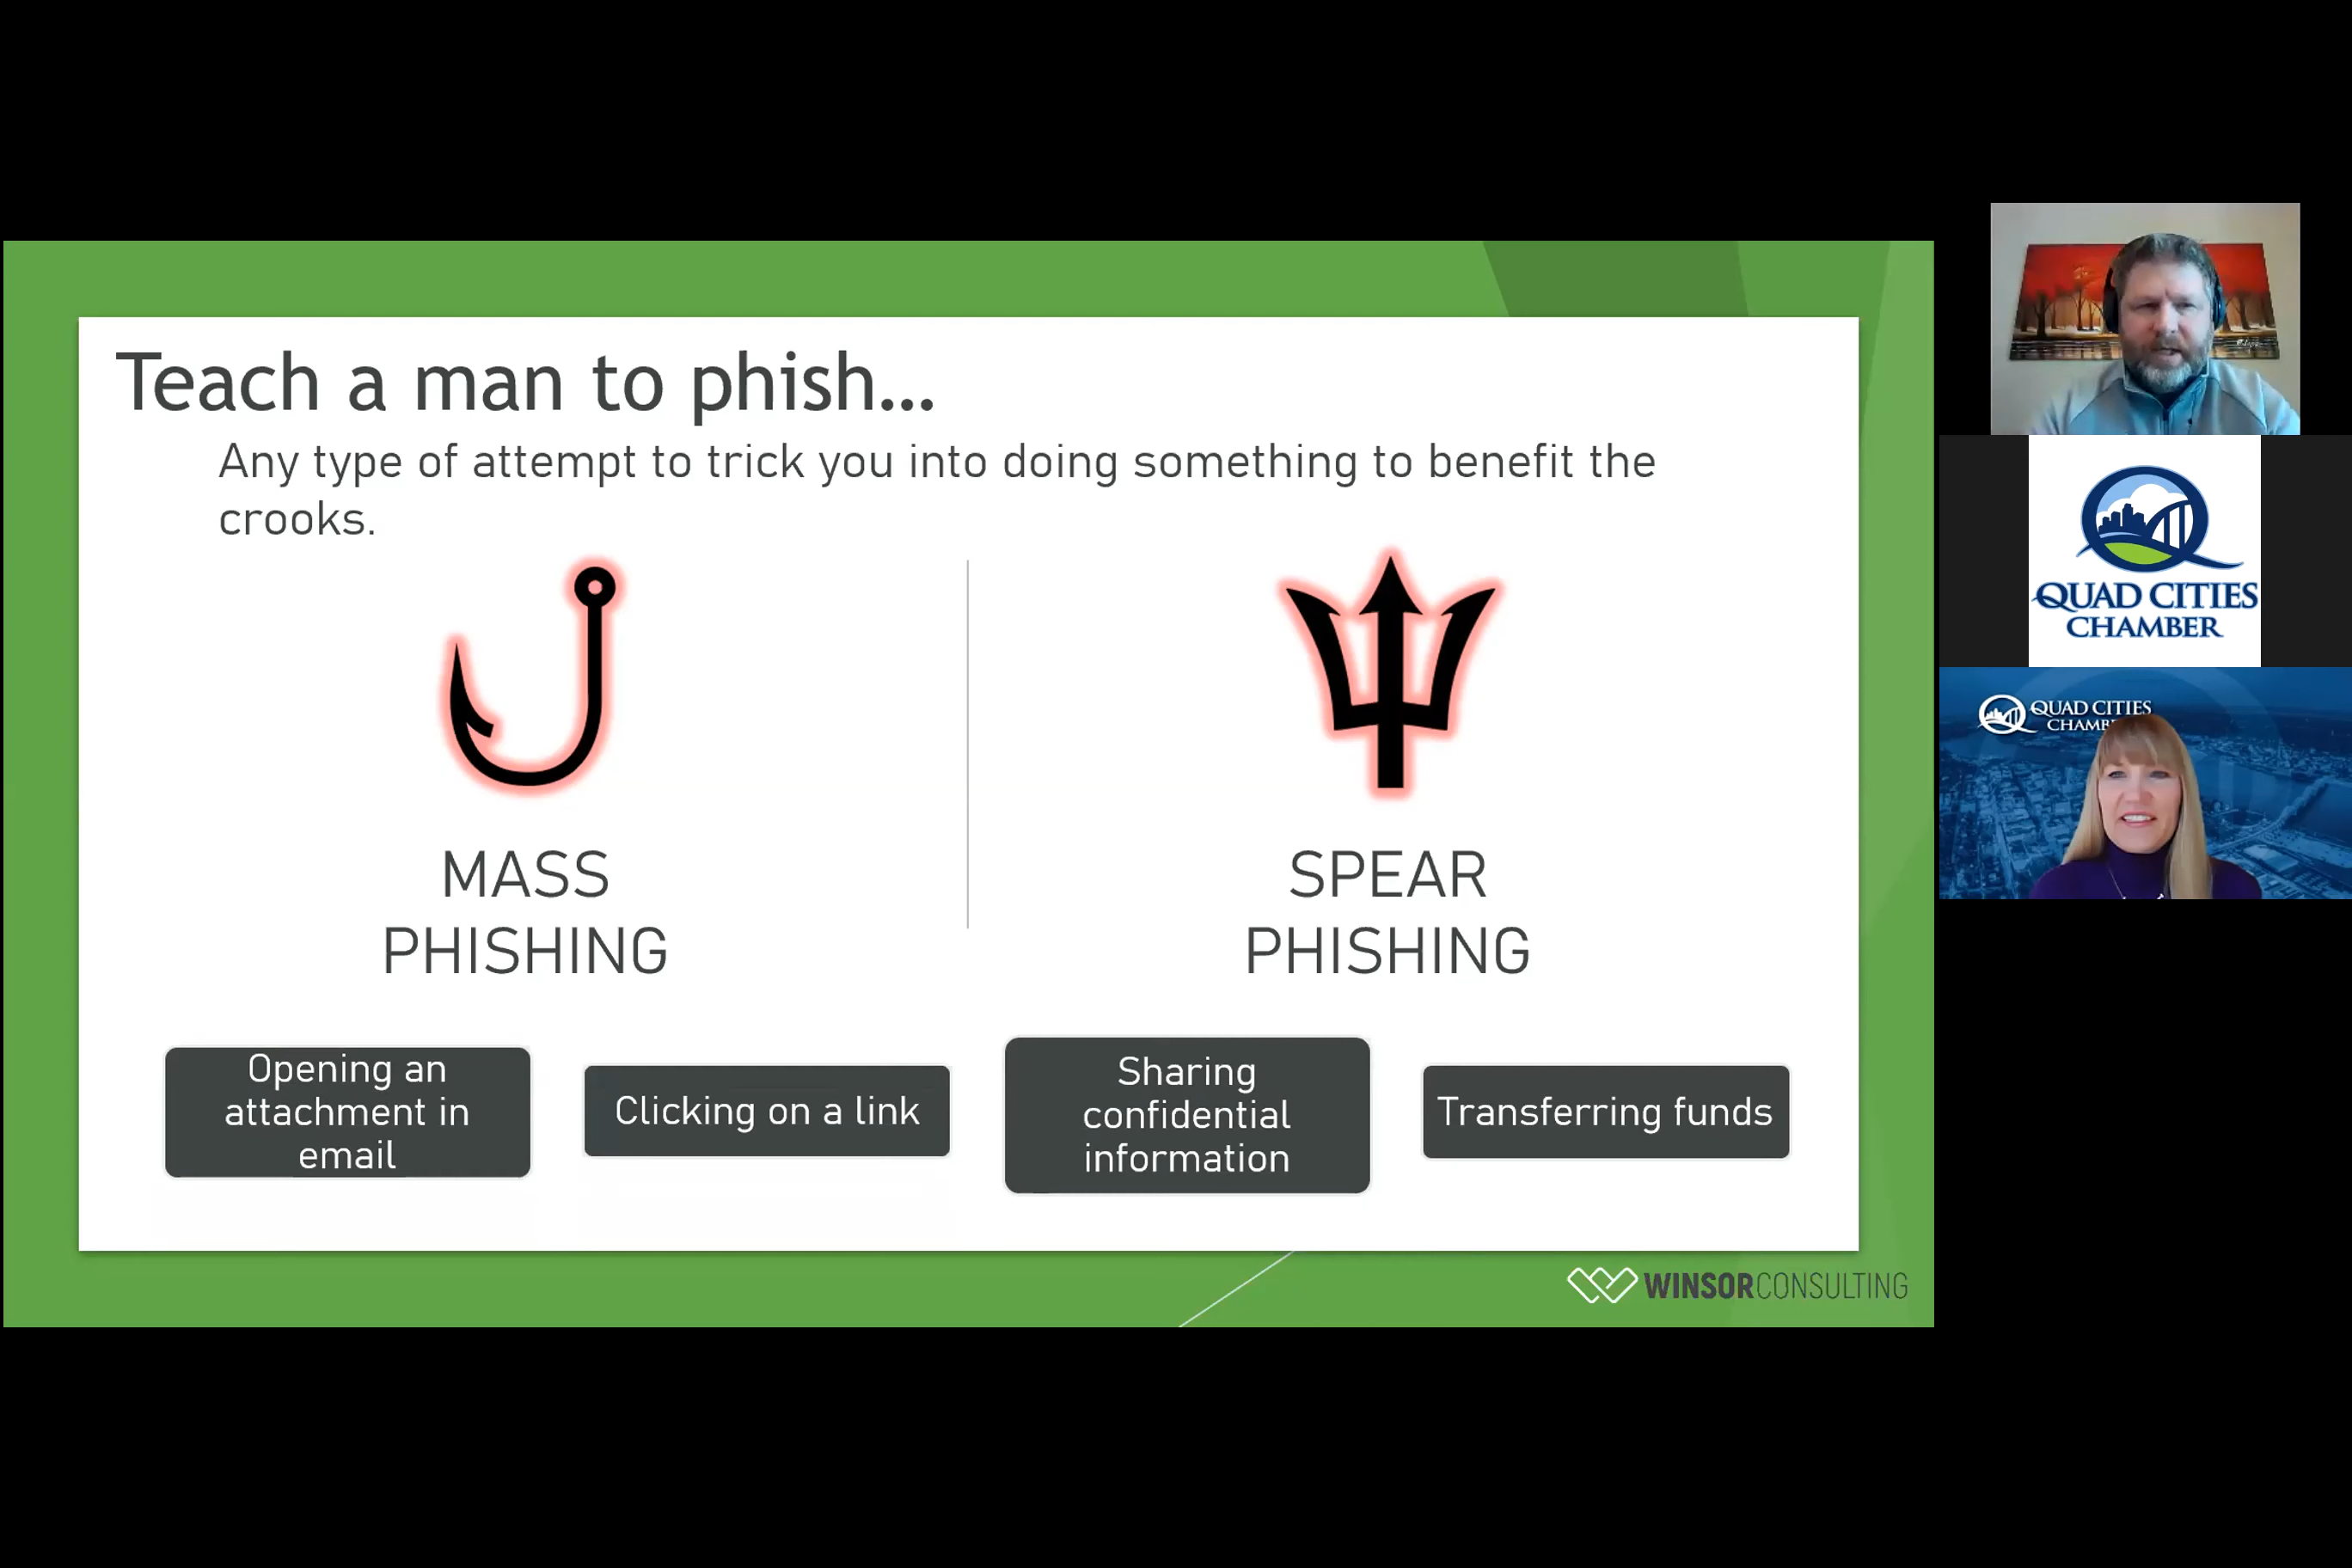 Teach a man to phish...
Any type of attempt to trick you into doing something to benefit the
crooks.
MASS
PHISHING
SPEAR
PHISHING
Opening an
attachment in
email
Clicking on a link
Sharing
confidential
information
Transferring funds
WINSORCONSULTING
QUAD CITIES
CHAMBER
QUAD CITIES